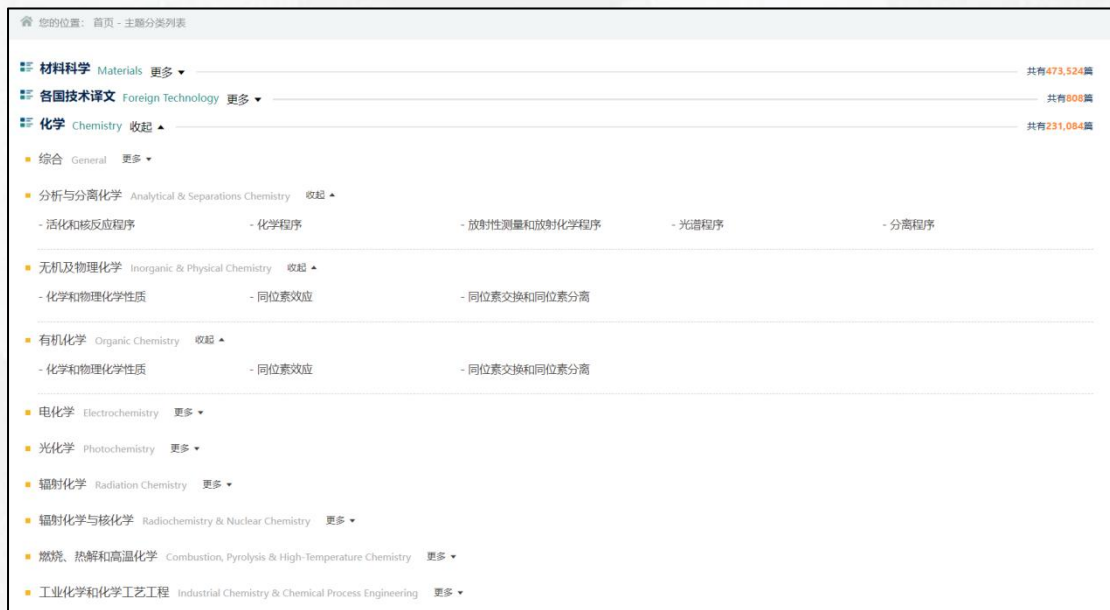 您的位置： 首页 - 主题分类列表
材料科学 Materials 更多 ▼ 共有473,524篇
各国技术译文 Foreign Technology 更多 ▼ 共有808篇
化学 Chemistry 收起 ▲ 共有231,084篇
综合 General 更多 ▼
分析与分离化学 Analytical & Separations Chemistry 收起 ▲
- 活化和核反应程序 - 化学程序 - 放射性测量和放射化学程序 - 光谱程序 - 分离程序
无机及物理化学 Inorganic & Physical Chemistry 收起 ▲
- 化学和物理化学性质 - 同位素效应 - 同位素交换和同位素分离
有机化学 Organic Chemistry 收起 ▲
- 化学和物理化学性质 - 同位素效应 - 同位素交换和同位素分离
电化学 Electrochemistry 更多 ▼
光化学 Photochemistry 更多 ▼
辐射化学 Radiation Chemistry 更多 ▼
辐射化学与核化学 Radiochemistry & Nuclear Chemistry 更多 ▼
燃烧、热解和高温化学 Combustion, Pyrolysis & High-Temperature Chemistry 更多 ▼
工业化学和化学工艺工程 Industrial Chemistry & Chemical Process Engineering 更多 ▼